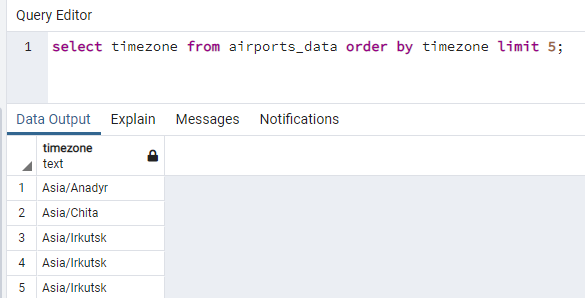 Query Editor
1 select timezone from airports_data order by timezone limit 5;
Data Output Explain Messages Notifications
timezone
text
1 Asia/Anadyr
2 Asia/Chita
3 Asia/Irkutsk
4 Asia/Irkutsk
5 Asia/Irkutsk